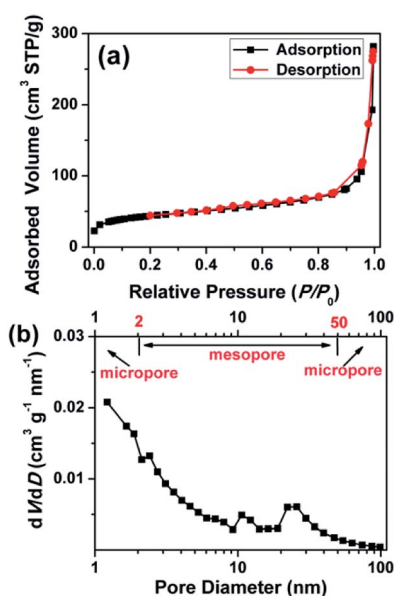 (a)
Adsorption
Desorption
Adsorbed Volume (cm³ STP/g)
300
200
100
0
0.0 0.2 0.4 0.6 0.8 1.0
Relative Pressure (P/P₀)
(b)
1 2 10 50 100
micropore
mesopore
micropore
dV/dD (cm³ g⁻¹ nm⁻¹)
0.03
0.02
0.01
1 10 100
Pore Diameter (nm)